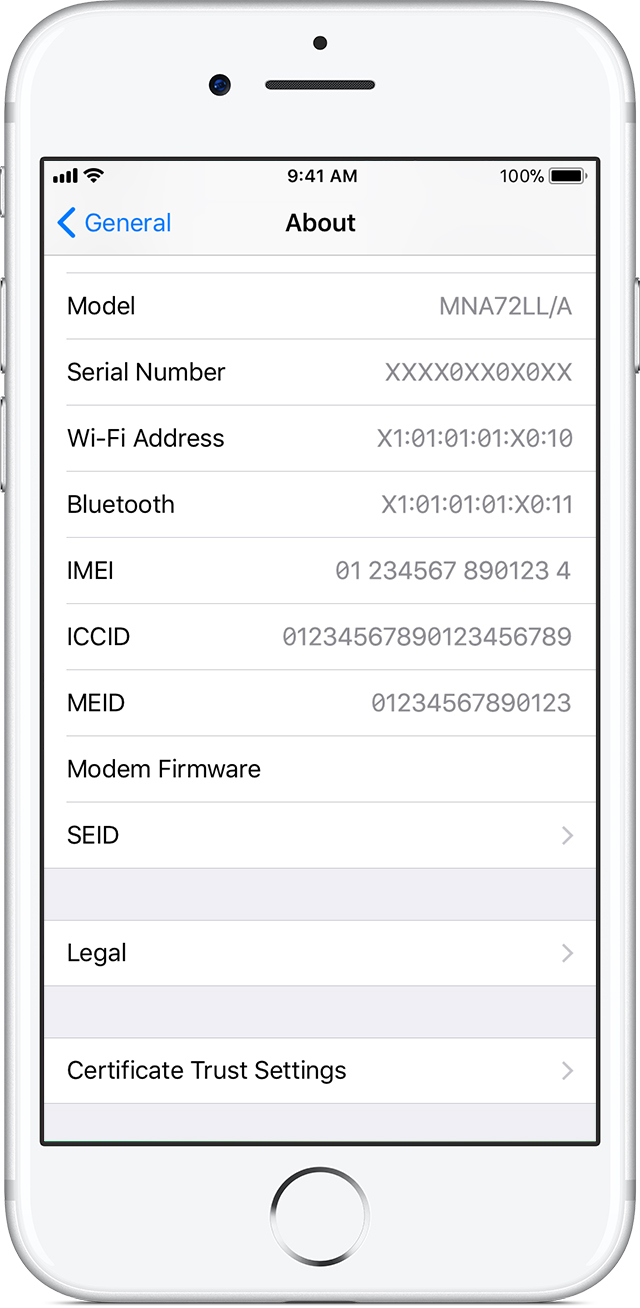 9:41 AM 100%
General About
Model MNA72LL/A
Serial Number XXXX0XX0X0XX
Wi-Fi Address X1:01:01:01:X0:10
Bluetooth X1:01:01:01:X0:11
IMEI 01 234567 890123 4
ICCID 01234567890123456789
MEID 01234567890123
Modem Firmware
SEID
Legal
Certificate Trust Settings